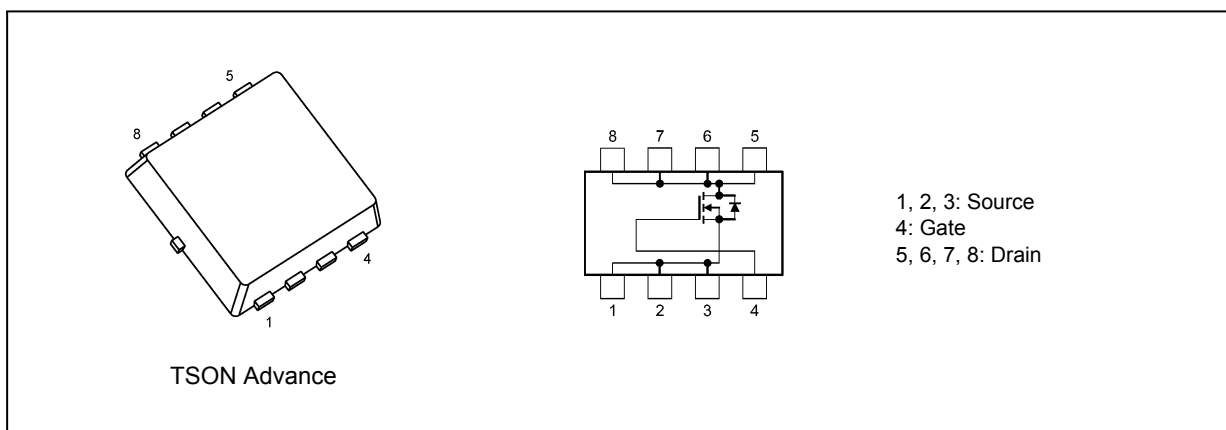 5
8
4
1
TSON Advance
8 7 6 5
1 2 3 4
1, 2, 3: Source
4: Gate
5, 6, 7, 8: Drain